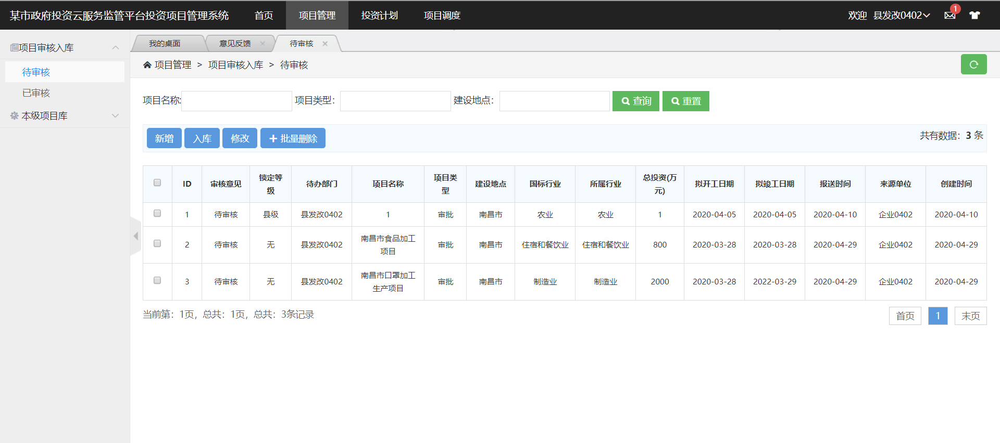 某市政府投资云服务监管平台投资项目管理系统 首页 项目管理 投资计划 项目调度 欢迎 县发改0402 1
项目审核入库
待审核
已审核
本级项目库
我的桌面 意见反馈 × 待审核 ×
项目管理 > 项目审核入库 > 待审核
项目名称: 项目类型： 建设地点： 查询 重置
新增 入库 修改 + 批量删除 共有数据：3 条
ID 审核意见 锁定等级 待办部门 项目名称 项目类型 建设地点 国标行业 所属行业 总投资(万元) 拟开工日期 拟竣工日期 报送时间 来源单位 创建时间
1 待审核 县级 县发改0402 1 审批 南昌市 农业 农业 1 2020-04-05 2020-04-05 2020-04-10 企业0402 2020-04-10
2 待审核 无 县发改0402 南昌市食品加工项目 审批 南昌市 住宿和餐饮业 住宿和餐饮业 800 2020-03-28 2020-03-28 2020-04-29 企业0402 2020-04-29
3 待审核 无 县发改0402 南昌市口罩加工生产项目 审批 南昌市 制造业 制造业 2000 2020-03-28 2022-03-29 2020-04-29 企业0402 2020-04-29
当前第：1页，总共：1页，总共：3条记录 首页 1 末页